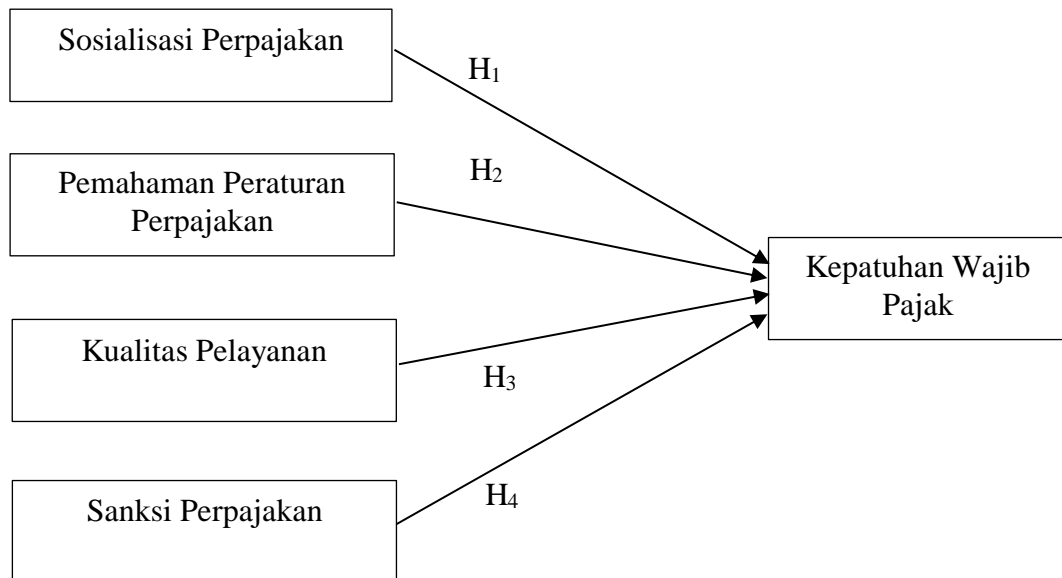 Sosialisasi Perpajakan
H₁
Pemahaman Peraturan
Perpajakan
H₂
Kepatuhan Wajib
Pajak
Kualitas Pelayanan
H₃
Sanksi Perpajakan
H₄